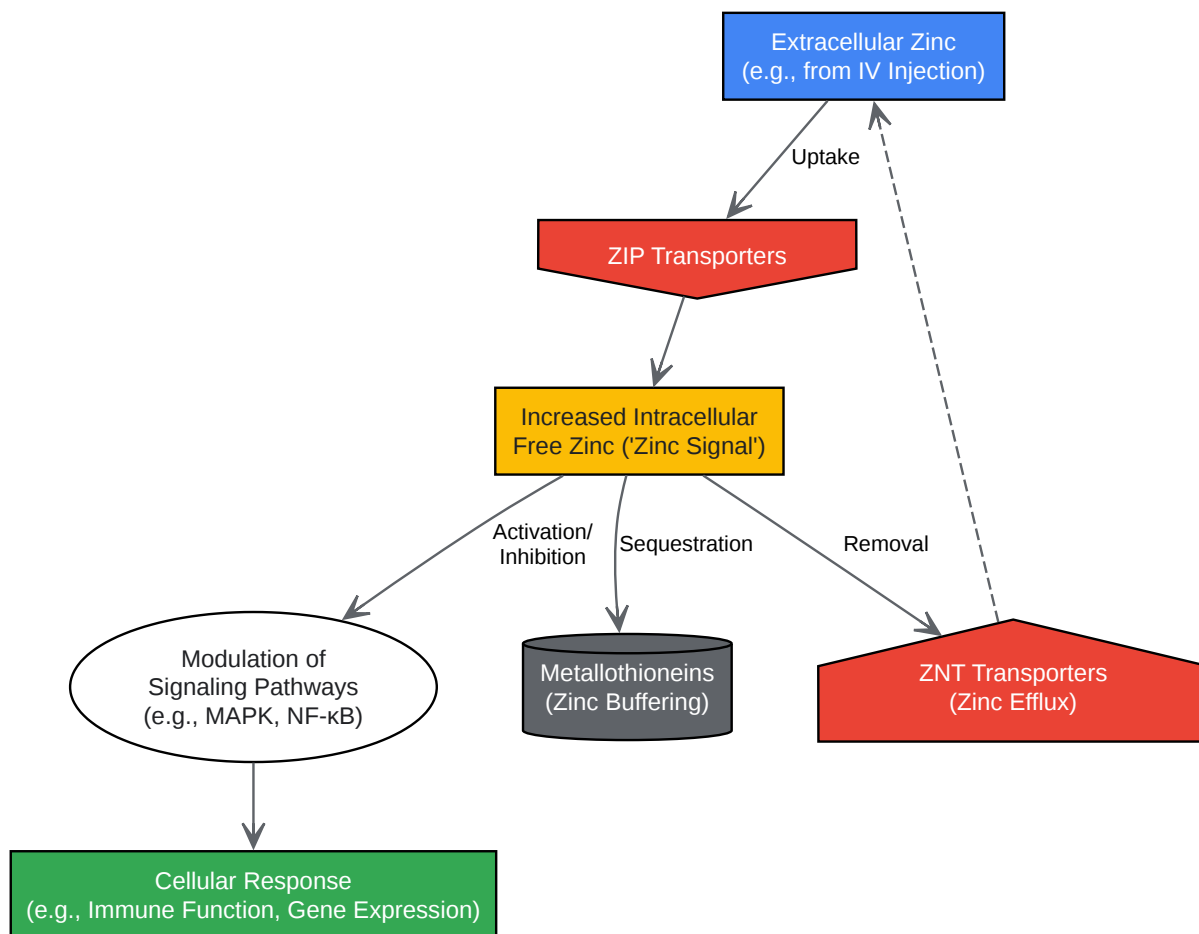 Extracellular Zinc
(e.g., from IV Injection)
Uptake
ZIP Transporters
Increased Intracellular
Free Zinc ('Zinc Signal')
Activation/
Inhibition
Sequestration
Removal
Modulation of
Signaling Pathways
(e.g., MAPK, NF-κB)
Metallothioneins
(Zinc Buffering)
ZNT Transporters
(Zinc Efflux)
Cellular Response
(e.g., Immune Function, Gene Expression)